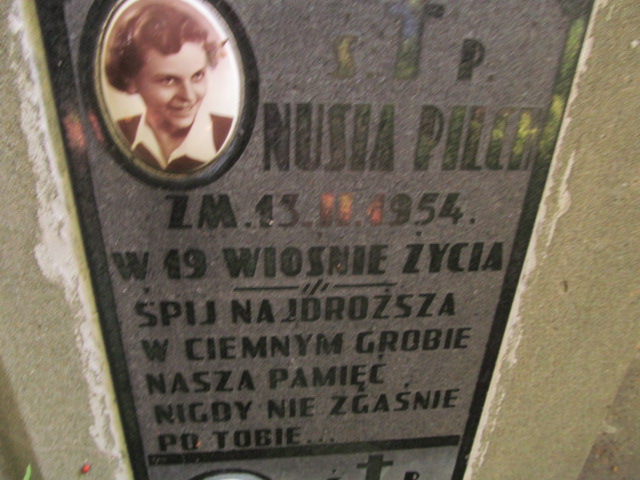 Ś. P.
NUSIA PILCH
ZM. 13.II.1954.
W 19 WIOŚNIE ŻYCIA
ŚPIJ NAJDROŻSZA
W CIEMNYM GROBIE
NASZA PAMIĘĆ
NIGDY NIE ZGAŚNIE
PO TOBIE...
Ś. P.